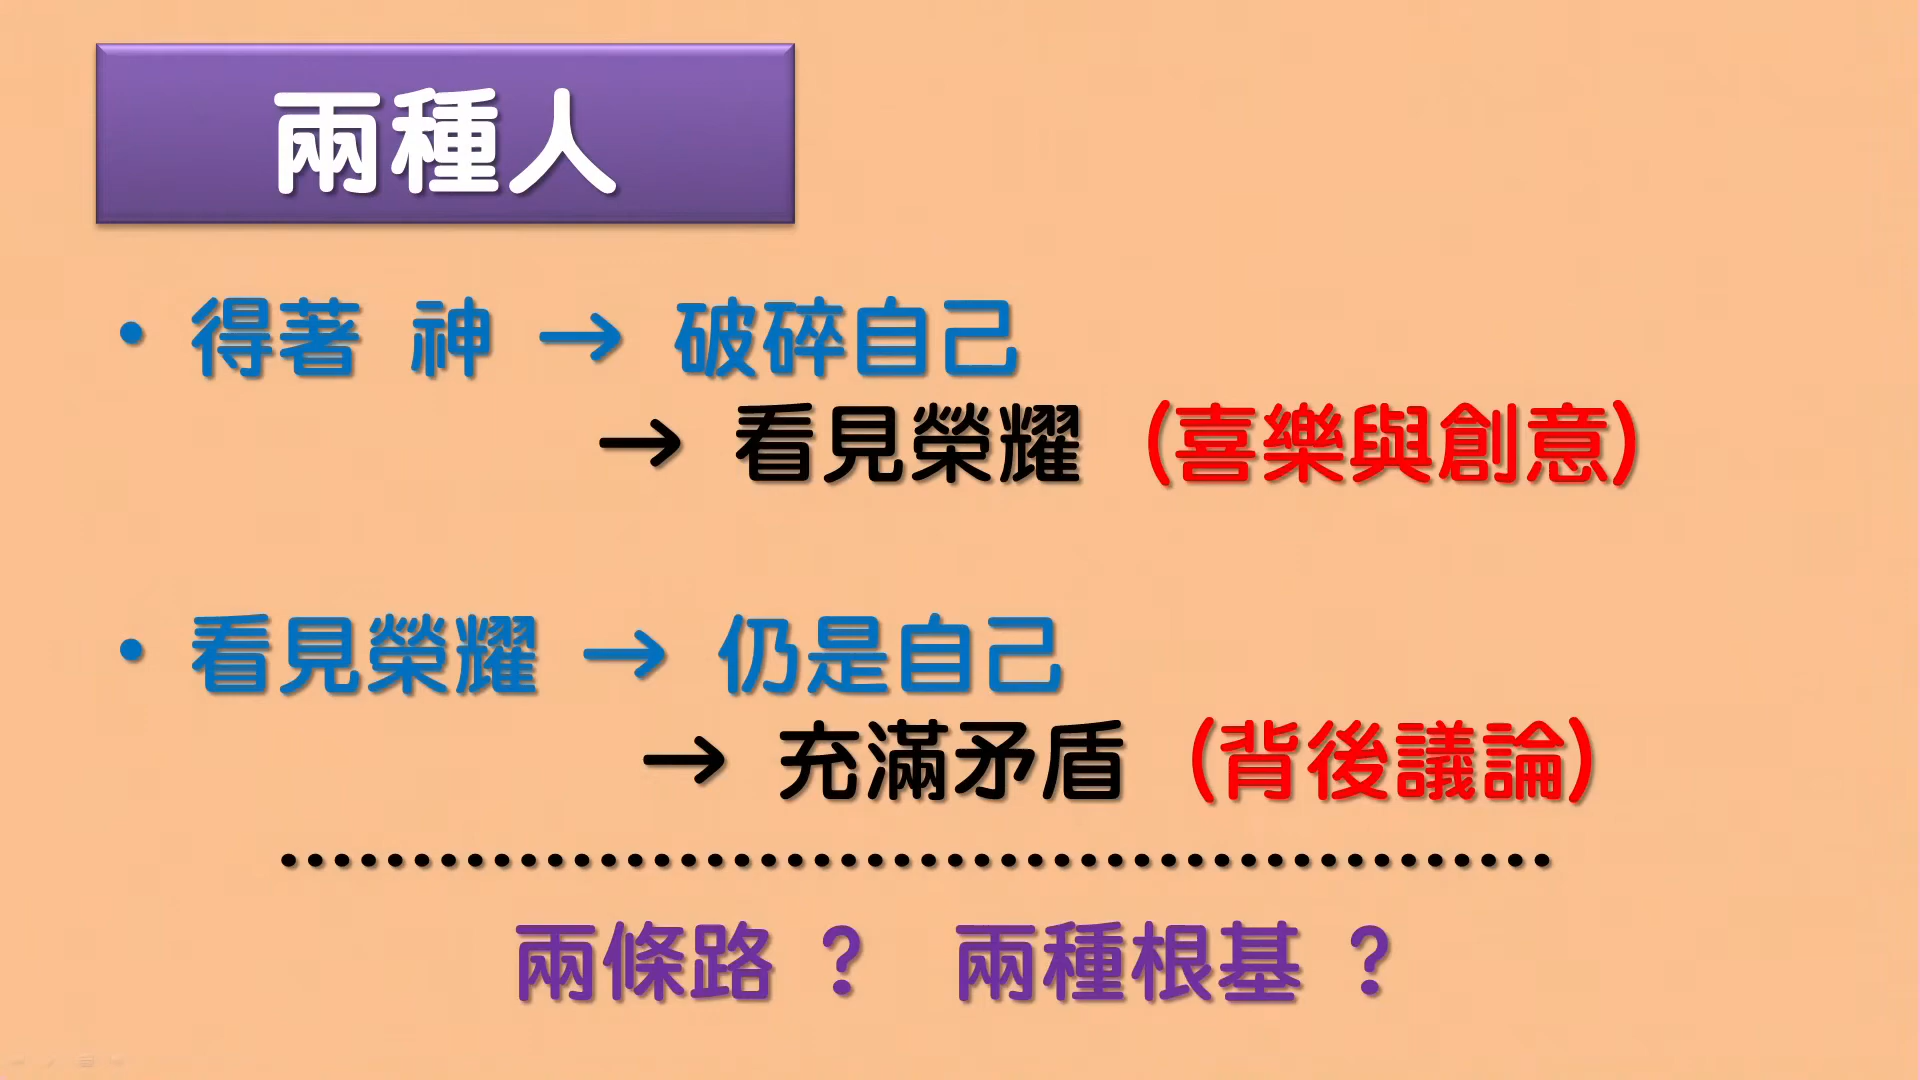 兩種人
• 得著 神 → 破碎自己
→ 看見榮耀 (喜樂與創意)
• 看見榮耀 → 仍是自己
→ 充滿矛盾 (背後議論)
................................................
兩條路 ? 兩種根基 ?